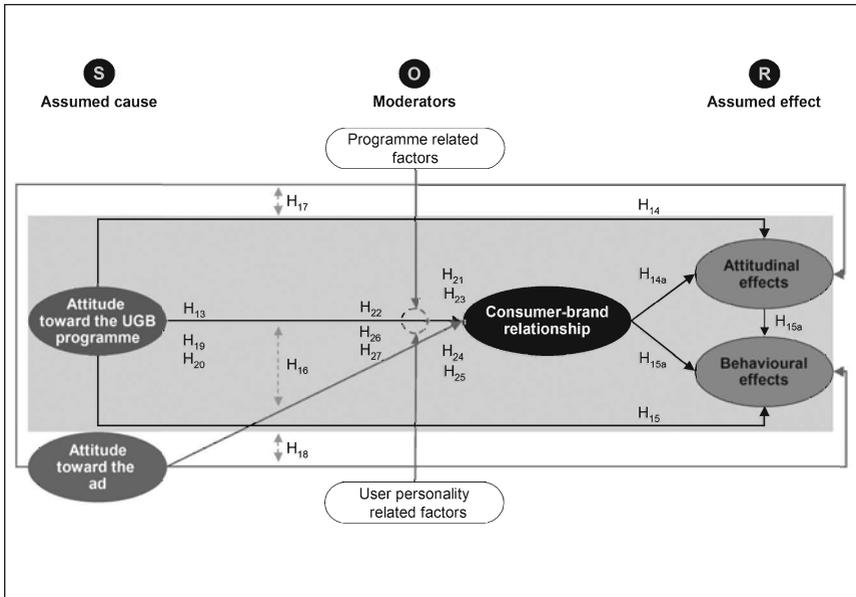 S
Assumed cause
O
Moderators
R
Assumed effect
Programme related
factors
H17
H14
Attitudinal
effects
H14a
H21
H23
Attitude
toward the UGB
programme
H13
H19
H20
H22
H26
H27
Consumer-brand
relationship
H15a
H16
H24
H25
H15a
Behavioural
effects
H15
Attitude
toward the
ad
H18
User personality
related factors